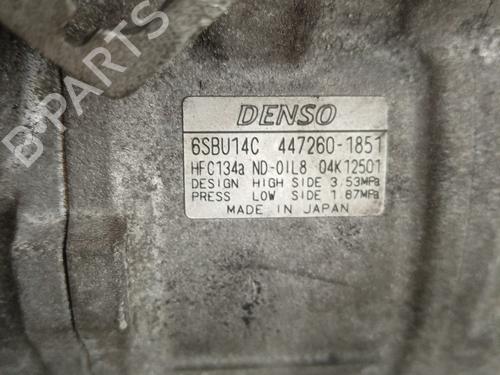 B-PARTS
DENSO
6SBU14C 447260-1851
HFC134a ND-OIL8 04K12501
DESIGN HIGH SIDE 3.53MPa
PRESS LOW SIDE 1.67MPa
MADE IN JAPAN